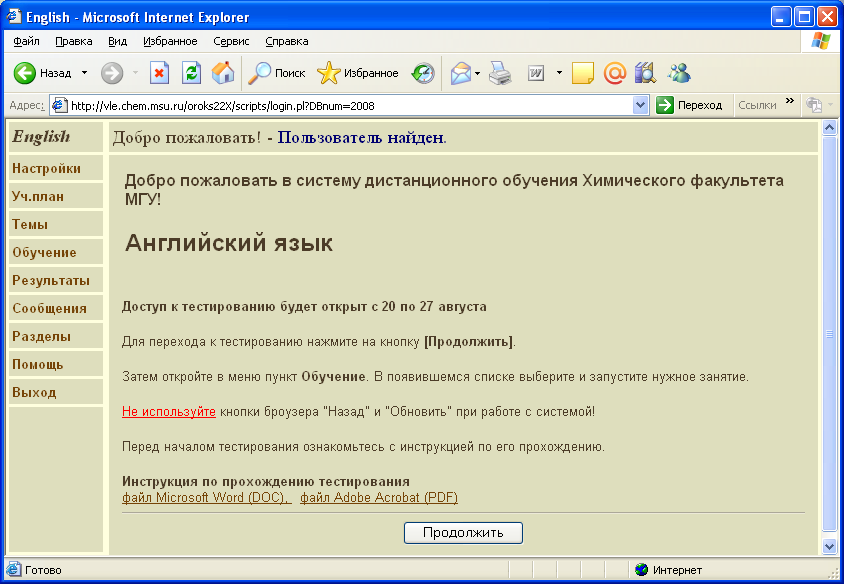 English - Microsoft Internet Explorer
Файл Правка Вид Избранное Сервис Справка
Назад Поиск Избранное
Адрес: http://vle.chem.msu.ru/oroks22X/scripts/login.pl?DBnum=2008 Переход Ссылки »
English
Добро пожаловать! - Пользователь найден.
Настройки
Уч.план
Темы
Обучение
Результаты
Сообщения
Разделы
Помощь
Выход
Добро пожаловать в систему дистанционного обучения Химического факультета
МГУ!
Английский язык
Доступ к тестированию будет открыт с 20 по 27 августа
Для перехода к тестированию нажмите на кнопку [Продолжить].
Затем откройте в меню пункт Обучение. В появившемся списке выберите и запустите нужное занятие.
Не используйте кнопки броузера "Назад" и "Обновить" при работе с системой!
Перед началом тестирования ознакомьтесь с инструкцией по его прохождению.
Инструкция по прохождению тестирования
файл Microsoft Word (DOC), файл Adobe Acrobat (PDF)
Продолжить
Готово Интернет